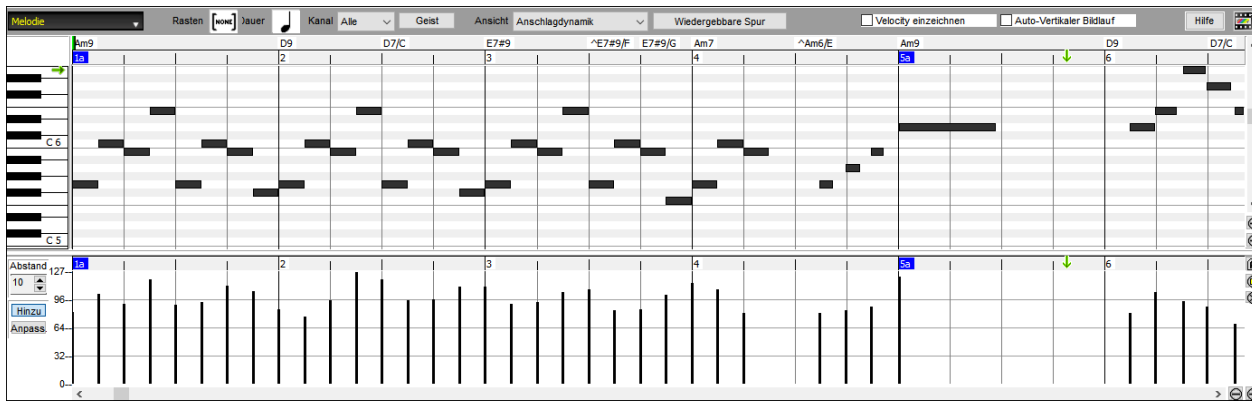 Melodie Rasten NONE Dauer Kanal Alle Geist Ansicht Anschlagdynamik Wiedergebbare Spur Velocity einzeichnen Auto-Vertikaler Bildlauf Hilfe
Am9 D9 D7/C E7#9 ^E7#9/F E7#9/G Am7 ^Am6/E Am9 D9 D7/C
1a 2 3 4 5a 6
C 6
C 5
Abstand 1a 2 3 4 5a 6
127
10
96
Hinzu
Anpass. 64
32
0